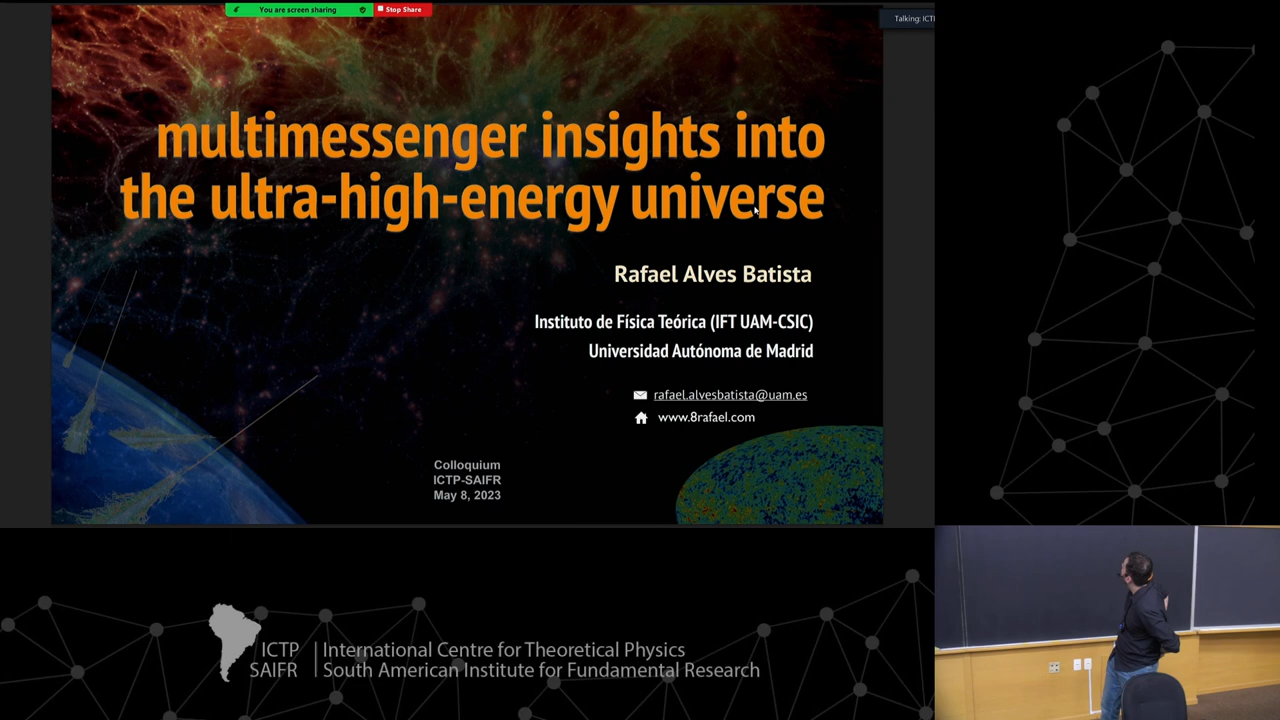 You are screen sharing
Stop Share
Talking: ICTI
multimessenger insights into
the ultra-high-energy universe
Rafael Alves Batista
Instituto de Física Teórica (IFT UAM-CSIC)
Universidad Autónoma de Madrid
rafael.alvesbatista@uam.es
www.8rafael.com
Colloquium
ICTP-SAIFR
May 8, 2023
ICTP
SAIFR
International Centre for Theoretical Physics
South American Institute for Fundamental Research